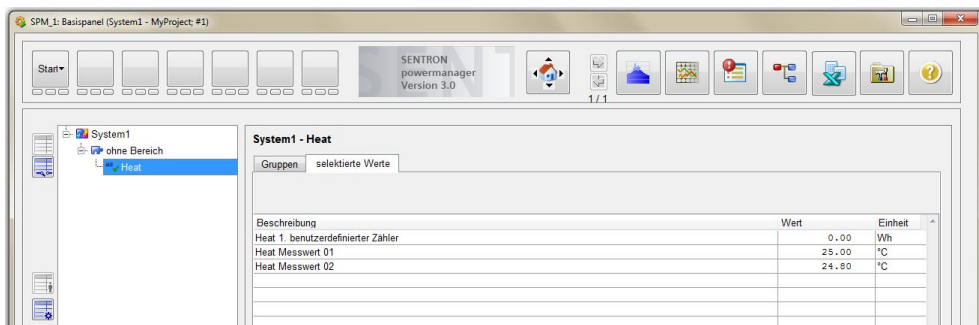 SPM_1: Basispanel (System1 - MyProject; #1)
Start
SENTRON
powermanager
Version 3.0
1 / 1
System1
ohne Bereich
Heat
System1 - Heat
Gruppen selektierte Werte
Beschreibung Wert Einheit
Heat 1. benutzerdefinierter Zähler 0.00 Wh
Heat Messwert 01 25.00 °C
Heat Messwert 02 24.80 °C